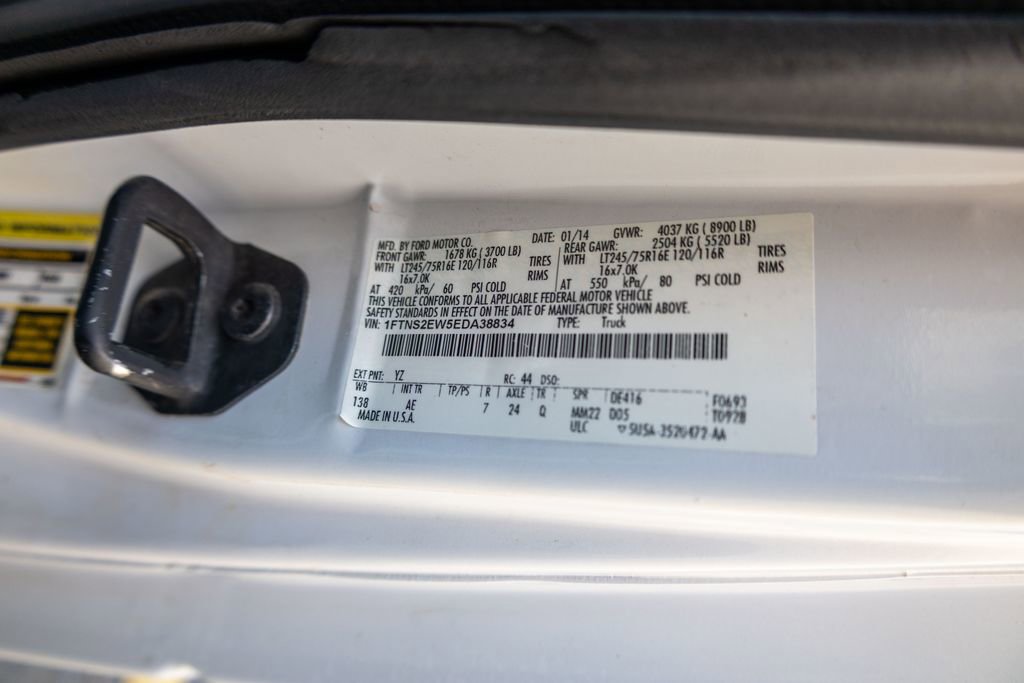 MFD. BY FORD MOTOR CO. DATE: 01/14 GVWR: 4037 KG ( 8900 LB)
FRONT GAWR: 1678 KG (3700 LB) REAR GAWR: 2504 KG ( 5520 LB)
WITH LT245/75R16E 120/116R TIRES WITH LT245/75R16E 120/116R TIRES
16x7.0K RIMS 16x7.0K RIMS
AT 420 kPa/ 60 PSI COLD AT 550 kPa/ 80 PSI COLD
THIS VEHICLE CONFORMS TO ALL APPLICABLE FEDERAL MOTOR VEHICLE
SAFETY STANDARDS IN EFFECT ON THE DATE OF MANUFACTURE SHOWN ABOVE.
VIN: 1FTNS2EW5EDA38834 TYPE: Truck
EXT PNT: YZ RC: 44 DSO:
WB INT TR TP/PS R AXLE TR SPR DE416 F0693
138 AE 7 24 Q MM22 D05 T0928
MADE IN U.S.A. ULC 5U5A-3520472-AA